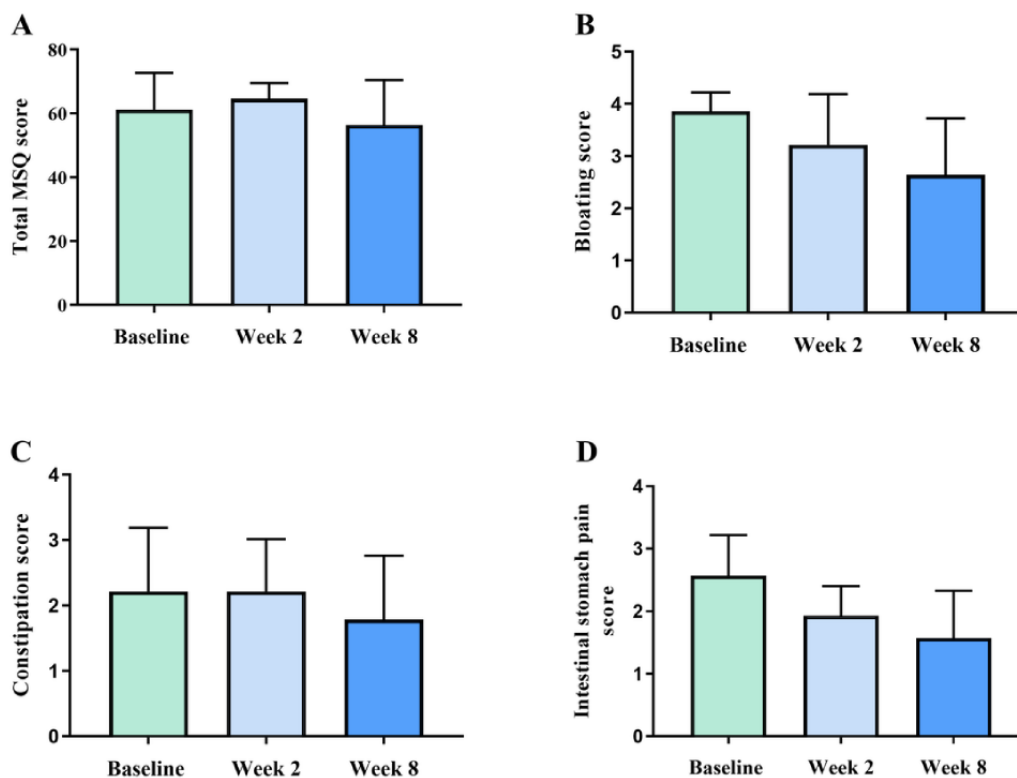 A
Total MSQ score
80
60
40
20
0
Baseline Week 2 Week 8
B
Bloating score
5
4
3
2
1
0
Baseline Week 2 Week 8
C
Constipation score
4
3
2
1
0
Baseline Week 2 Week 8
D
Intestinal stomach pain
score
4
3
2
1
0
Baseline Week 2 Week 8